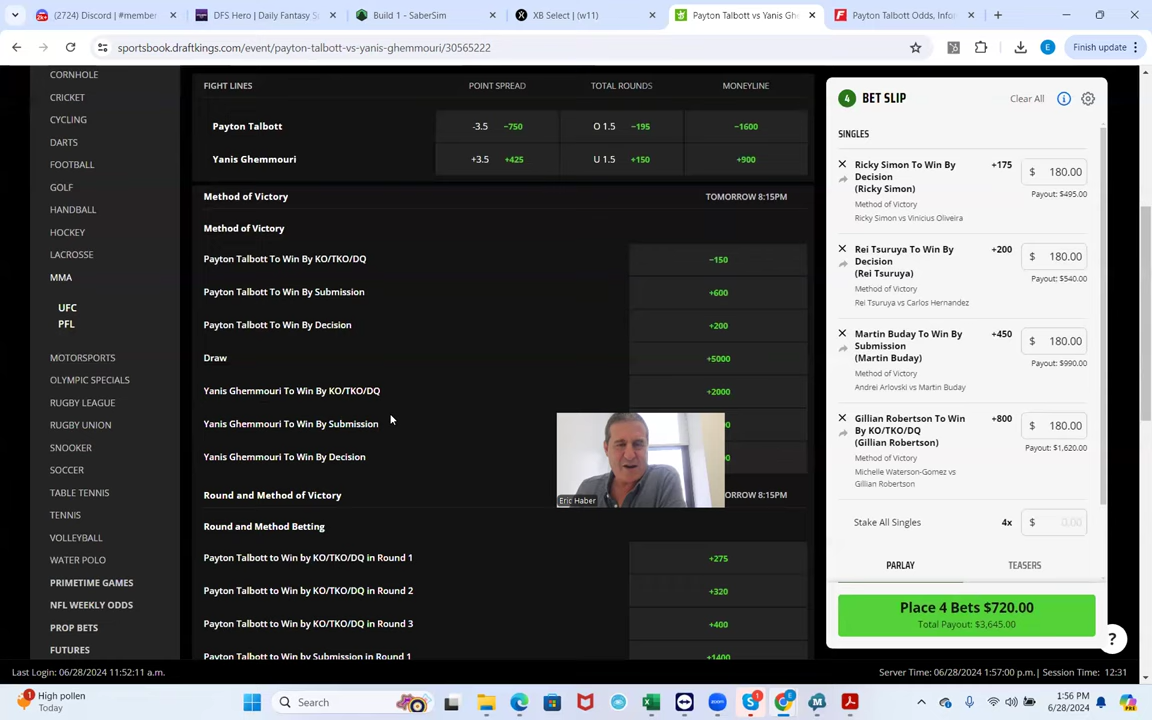 (2724) Discord | #member
DFS Hero | Daily Fantasy S
Build 1 - SaberSim
XB Select | (w11)
Payton Talbott vs Yanis Ghe
Payton Talbott Odds, Infor
sportsbook.draftkings.com/event/payton-talbott-vs-yanis-ghemmouri/30565222
Finish update
CORNHOLE
CRICKET
CYCLING
DARTS
FOOTBALL
GOLF
HANDBALL
HOCKEY
LACROSSE
MMA
UFC
PFL
MOTORSPORTS
OLYMPIC SPECIALS
RUGBY LEAGUE
RUGBY UNION
SNOOKER
SOCCER
TABLE TENNIS
TENNIS
VOLLEYBALL
WATER POLO
PRIMETIME GAMES
NFL WEEKLY ODDS
PROP BETS
FUTURES
FIGHT LINES POINT SPREAD TOTAL ROUNDS MONEYLINE
Payton Talbott -3.5 −750 O 1.5 −195 −1600
Yanis Ghemmouri +3.5 +425 U 1.5 +150 +900
Method of Victory TOMORROW 8:15PM
Method of Victory
Payton Talbott To Win By KO/TKO/DQ −150
Payton Talbott To Win By Submission +600
Payton Talbott To Win By Decision +200
Draw +5000
Yanis Ghemmouri To Win By KO/TKO/DQ +2000
Yanis Ghemmouri To Win By Submission
Yanis Ghemmouri To Win By Decision
Eric Haber
Round and Method of Victory ORROW 8:15PM
Round and Method Betting
Payton Talbott to Win by KO/TKO/DQ in Round 1 +275
Payton Talbott to Win by KO/TKO/DQ in Round 2 +320
Payton Talbott to Win by KO/TKO/DQ in Round 3 +400
Payton Talbott to Win by Submission in Round 1 +1400
4 BET SLIP Clear All
SINGLES
Ricky Simon To Win By +175 $ 180.00
Decision
(Ricky Simon) Payout: $495.00
Method of Victory
Ricky Simon vs Vinicius Oliveira
Rei Tsuruya To Win By +200 $ 180.00
Decision
(Rei Tsuruya) Payout: $540.00
Method of Victory
Rei Tsuruya vs Carlos Hernandez
Martin Buday To Win By +450 $ 180.00
Submission
(Martin Buday) Payout: $990.00
Method of Victory
Andrei Arlovski vs Martin Buday
Gillian Robertson To Win +800 $ 180.00
By KO/TKO/DQ
(Gillian Robertson) Payout: $1,620.00
Method of Victory
Michelle Waterson-Gomez vs
Gillian Robertson
Stake All Singles 4x $ 0.00
PARLAY TEASERS
Place 4 Bets $720.00
Total Payout: $3,645.00
?
Last Login: 06/28/2024 11:52:11 a.m.
Server Time: 06/28/2024 1:57:00 p.m.| Session Time: 12:31
High pollen
Today
Search
1:56 PM
6/28/2024